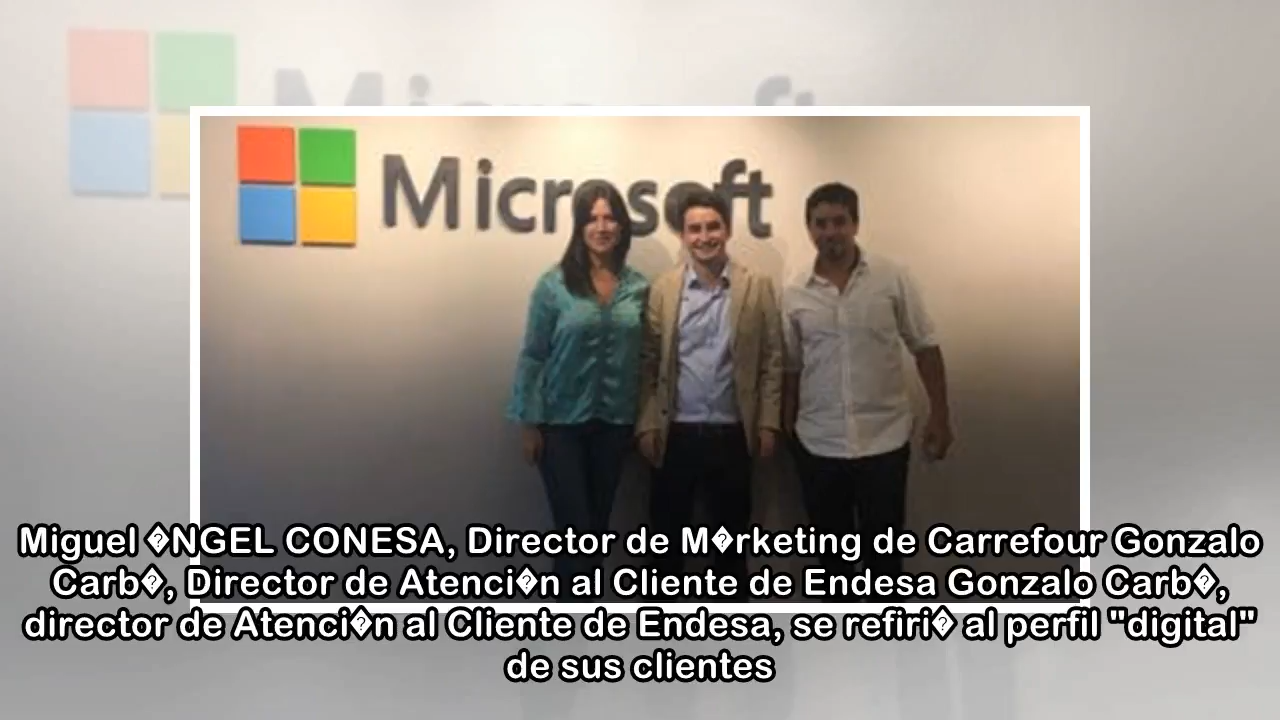 Microsoft
Miguel �NGEL CONESA, Director de M�rketing de Carrefour Gonzalo
Carb�, Director de Atenci�n al Cliente de Endesa Gonzalo Carb�,
director de Atenci�n al Cliente de Endesa, se refiri� al perfil "digital"
de sus clientes